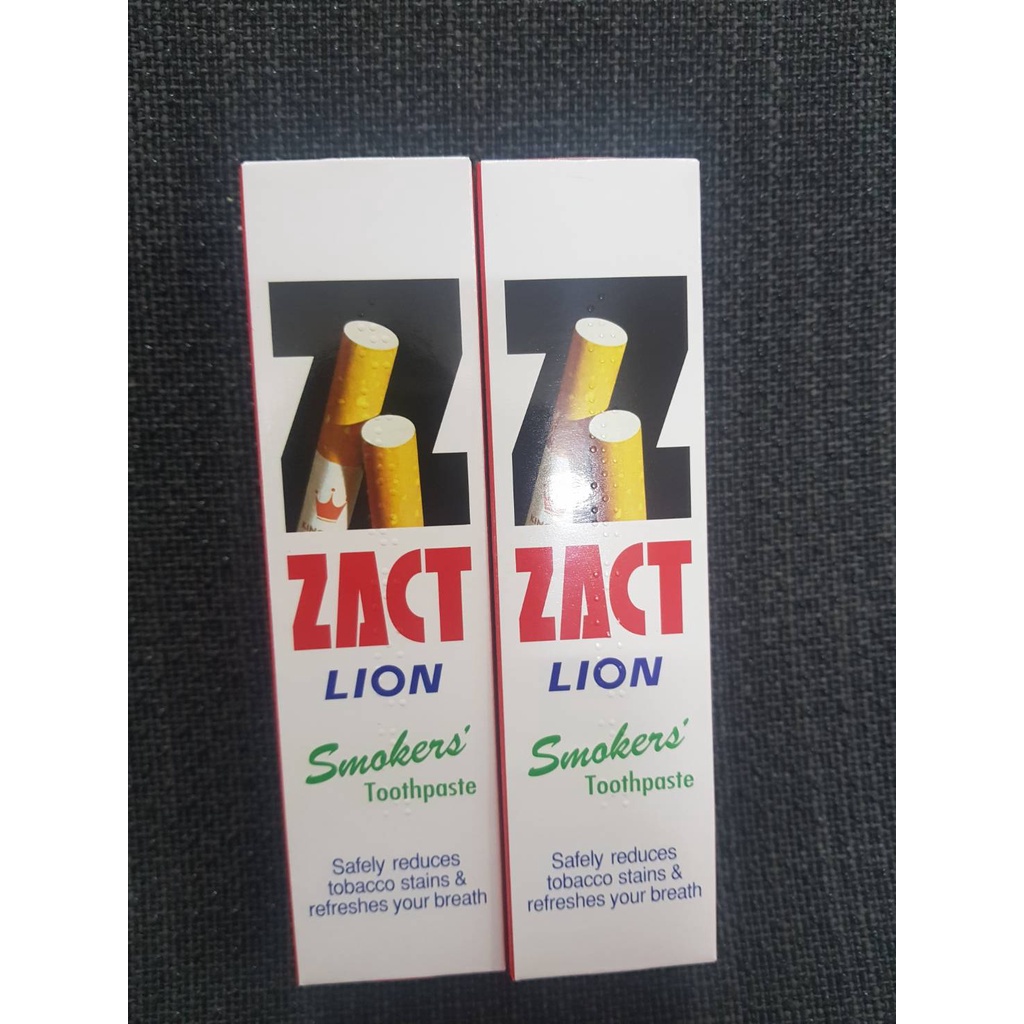 Z
ZACT
LION
Smokers'
Toothpaste
Safely reduces
tobacco stains &
refreshes your breath
Z
ZACT
LION
Smokers'
Toothpaste
Safely reduces
tobacco stains &
refreshes your breath